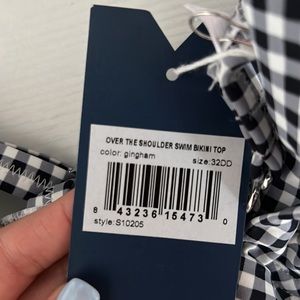 OVER THE SHOULDER SWIM BIKINI TOP
color: gingham size:32DD
8 43236 15473 0
style:S10205